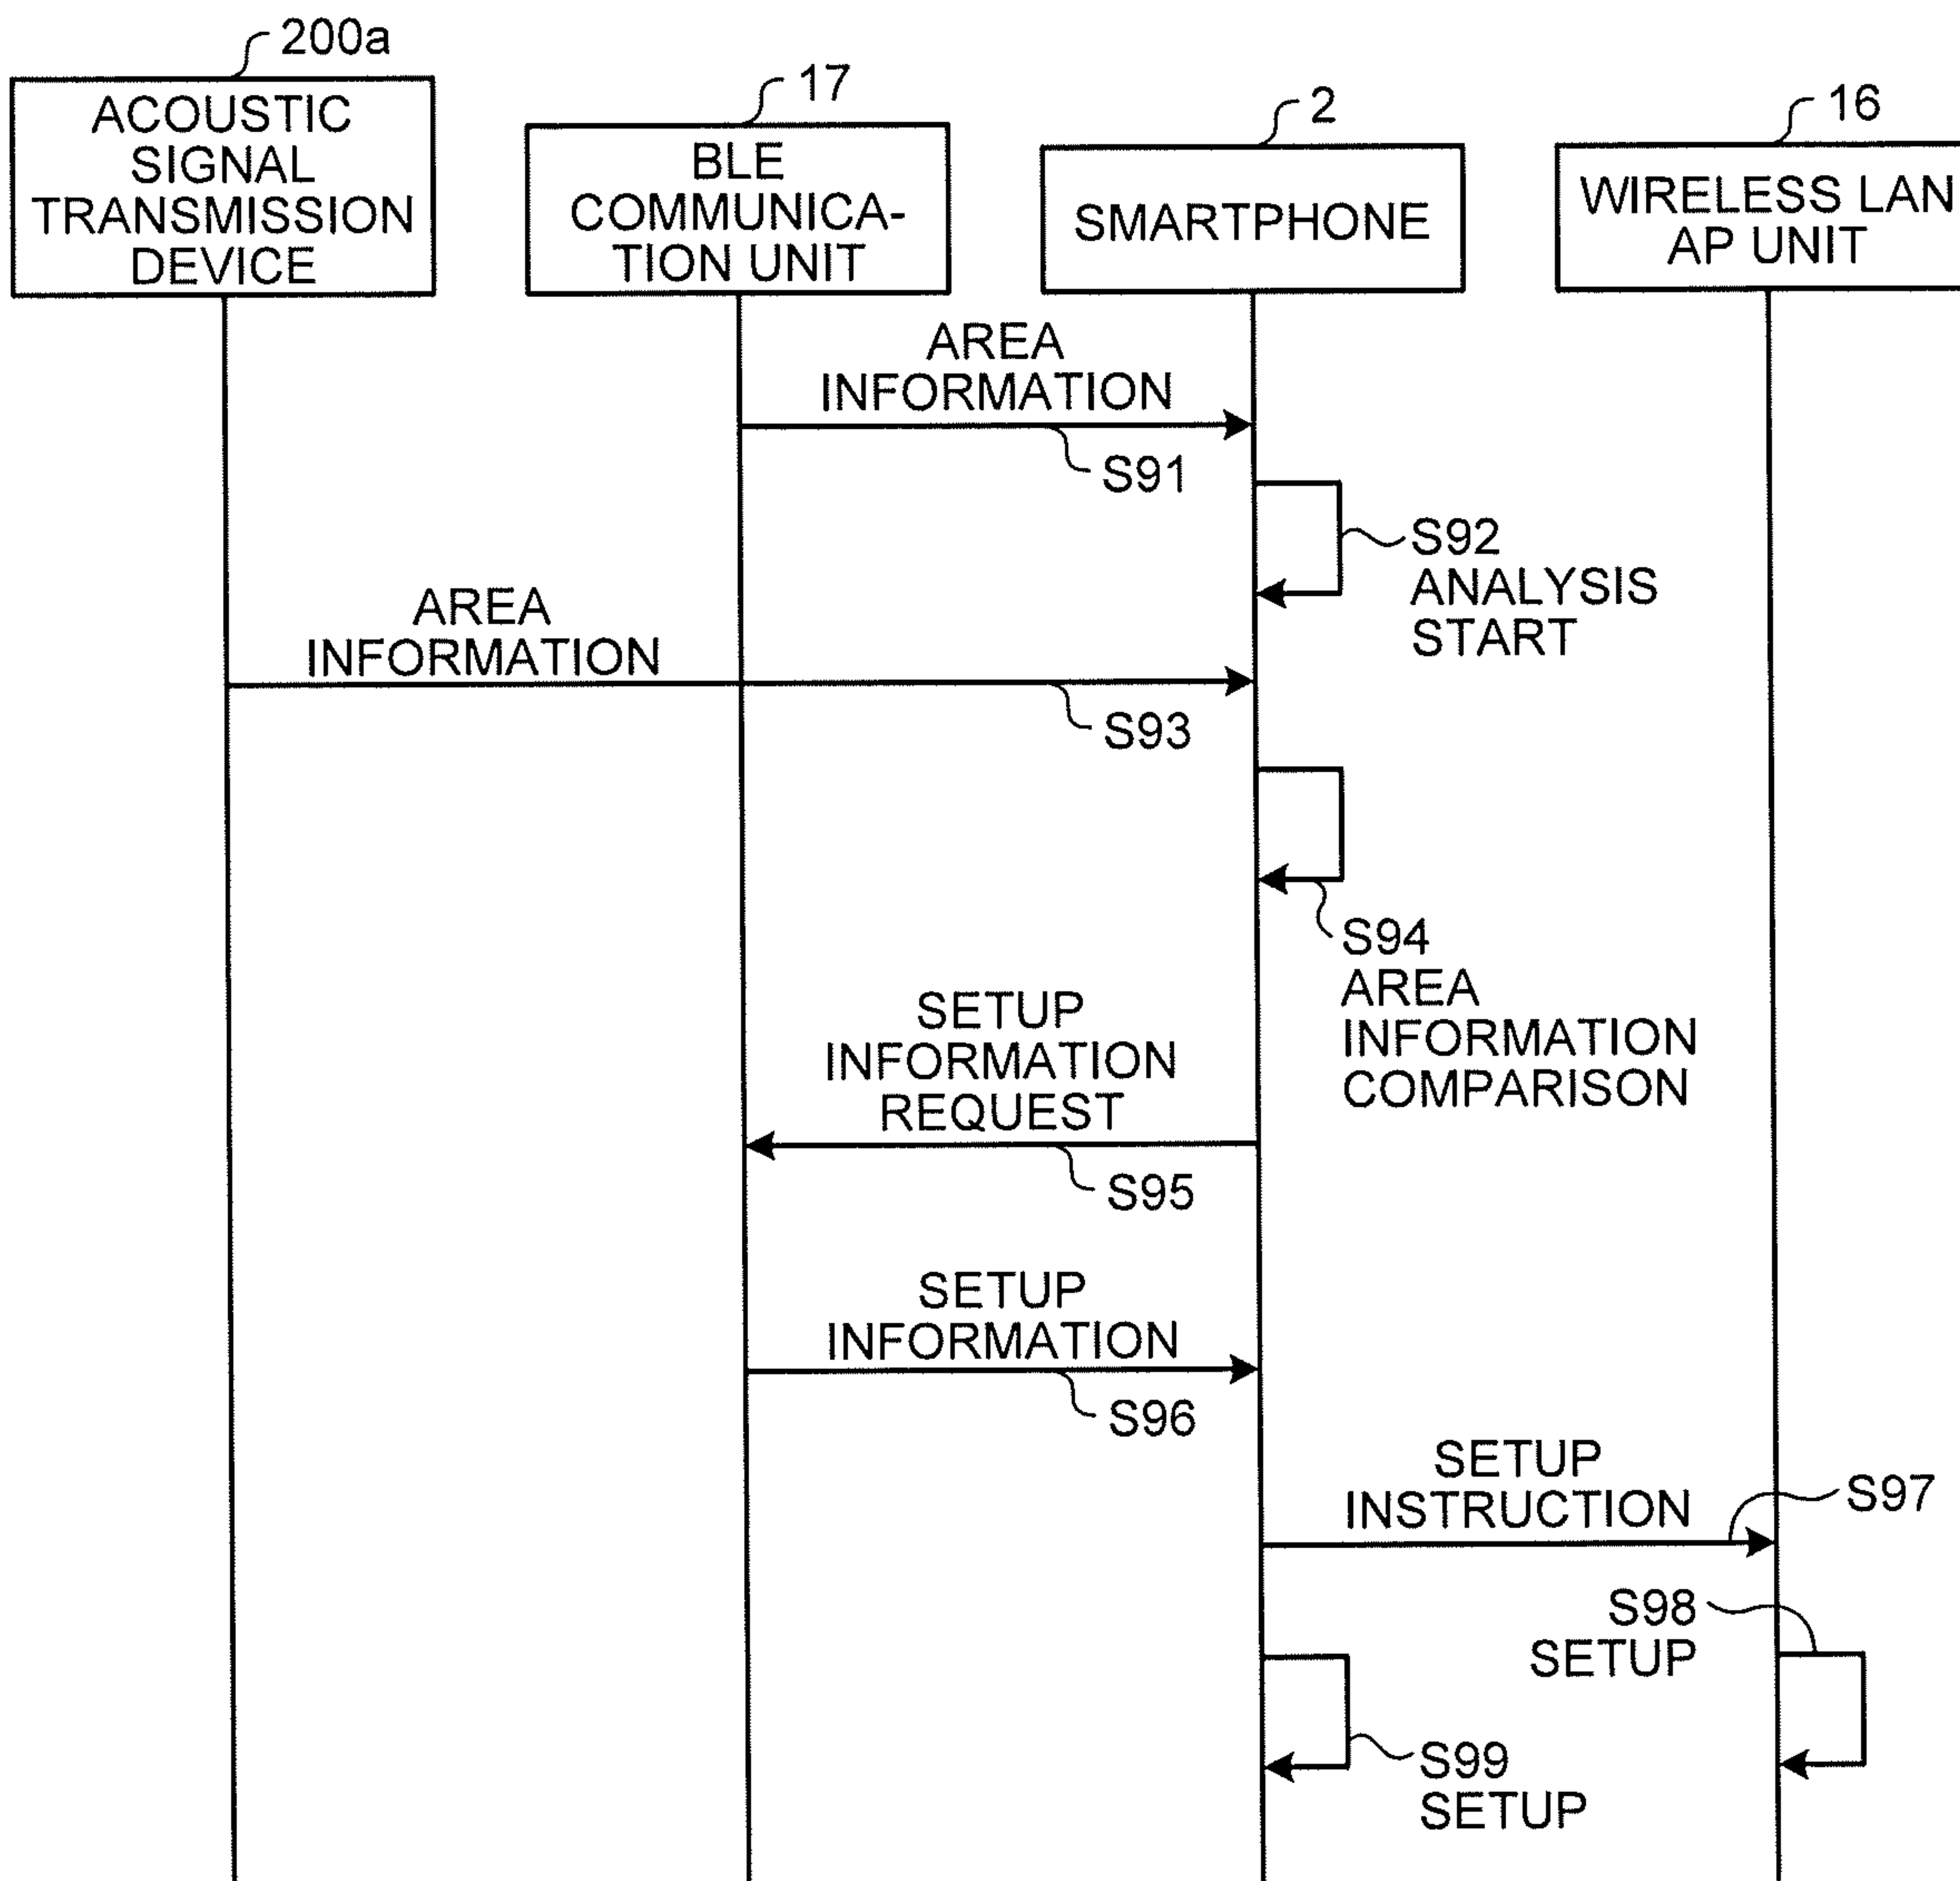 200a
ACOUSTIC
SIGNAL
TRANSMISSION
DEVICE
17
BLE
COMMUNICA-
TION UNIT
2
SMARTPHONE
16
WIRELESS LAN
AP UNIT
AREA
INFORMATION
S91
S92
ANALYSIS
START
AREA
INFORMATION
S93
S94
AREA
INFORMATION
COMPARISON
SETUP
INFORMATION
REQUEST
S95
SETUP
INFORMATION
S96
SETUP
INSTRUCTION
S97
S98
SETUP
S99
SETUP